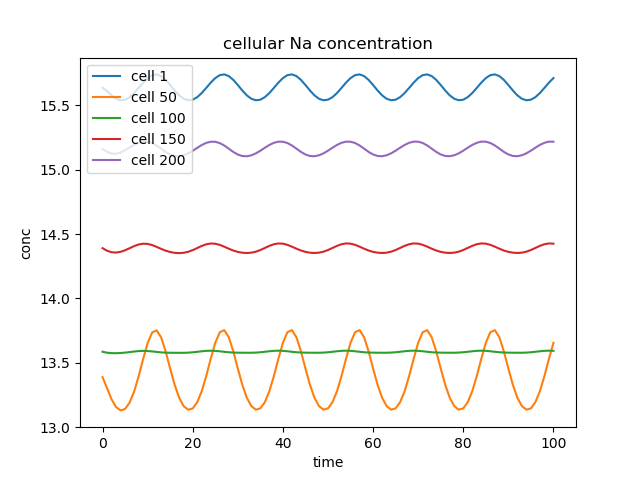 cellular Na concentration
cell 1
cell 50
cell 100
cell 150
cell 200
15.5
15.0
14.5
14.0
13.5
13.0
conc
0 20 40 60 80 100
time